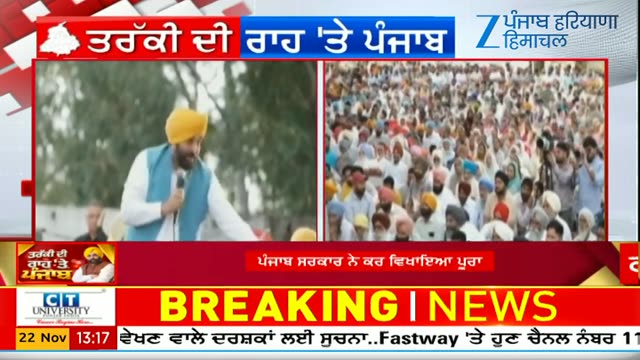 ਤਰੱਕੀ ਦੀ ਰਾਹ 'ਤੇ ਪੰਜਾਬ
Z ਪੰਜਾਬ ਹਰਿਆਣਾ ਹਿਮਾਚਲ
ਤਰੱਕੀ ਦੀ
ਰਾਹ 'ਤੇ
ਪੰਜਾਬ
ਪੰਜਾਬ ਸਰਕਾਰ ਨੇ ਕਰ ਵਿਖਾਇਆ ਪੂਰਾ
CT
UNIVERSITY
BREAKING NEWS
22 Nov 13:17 ਵੇਖਣ ਵਾਲੇ ਦਰਸ਼ਕਾਂ ਲਈ ਸੂਚਨਾ..Fastway 'ਤੇ ਹੁਣ ਚੈਨਲ ਨੰਬਰ 11